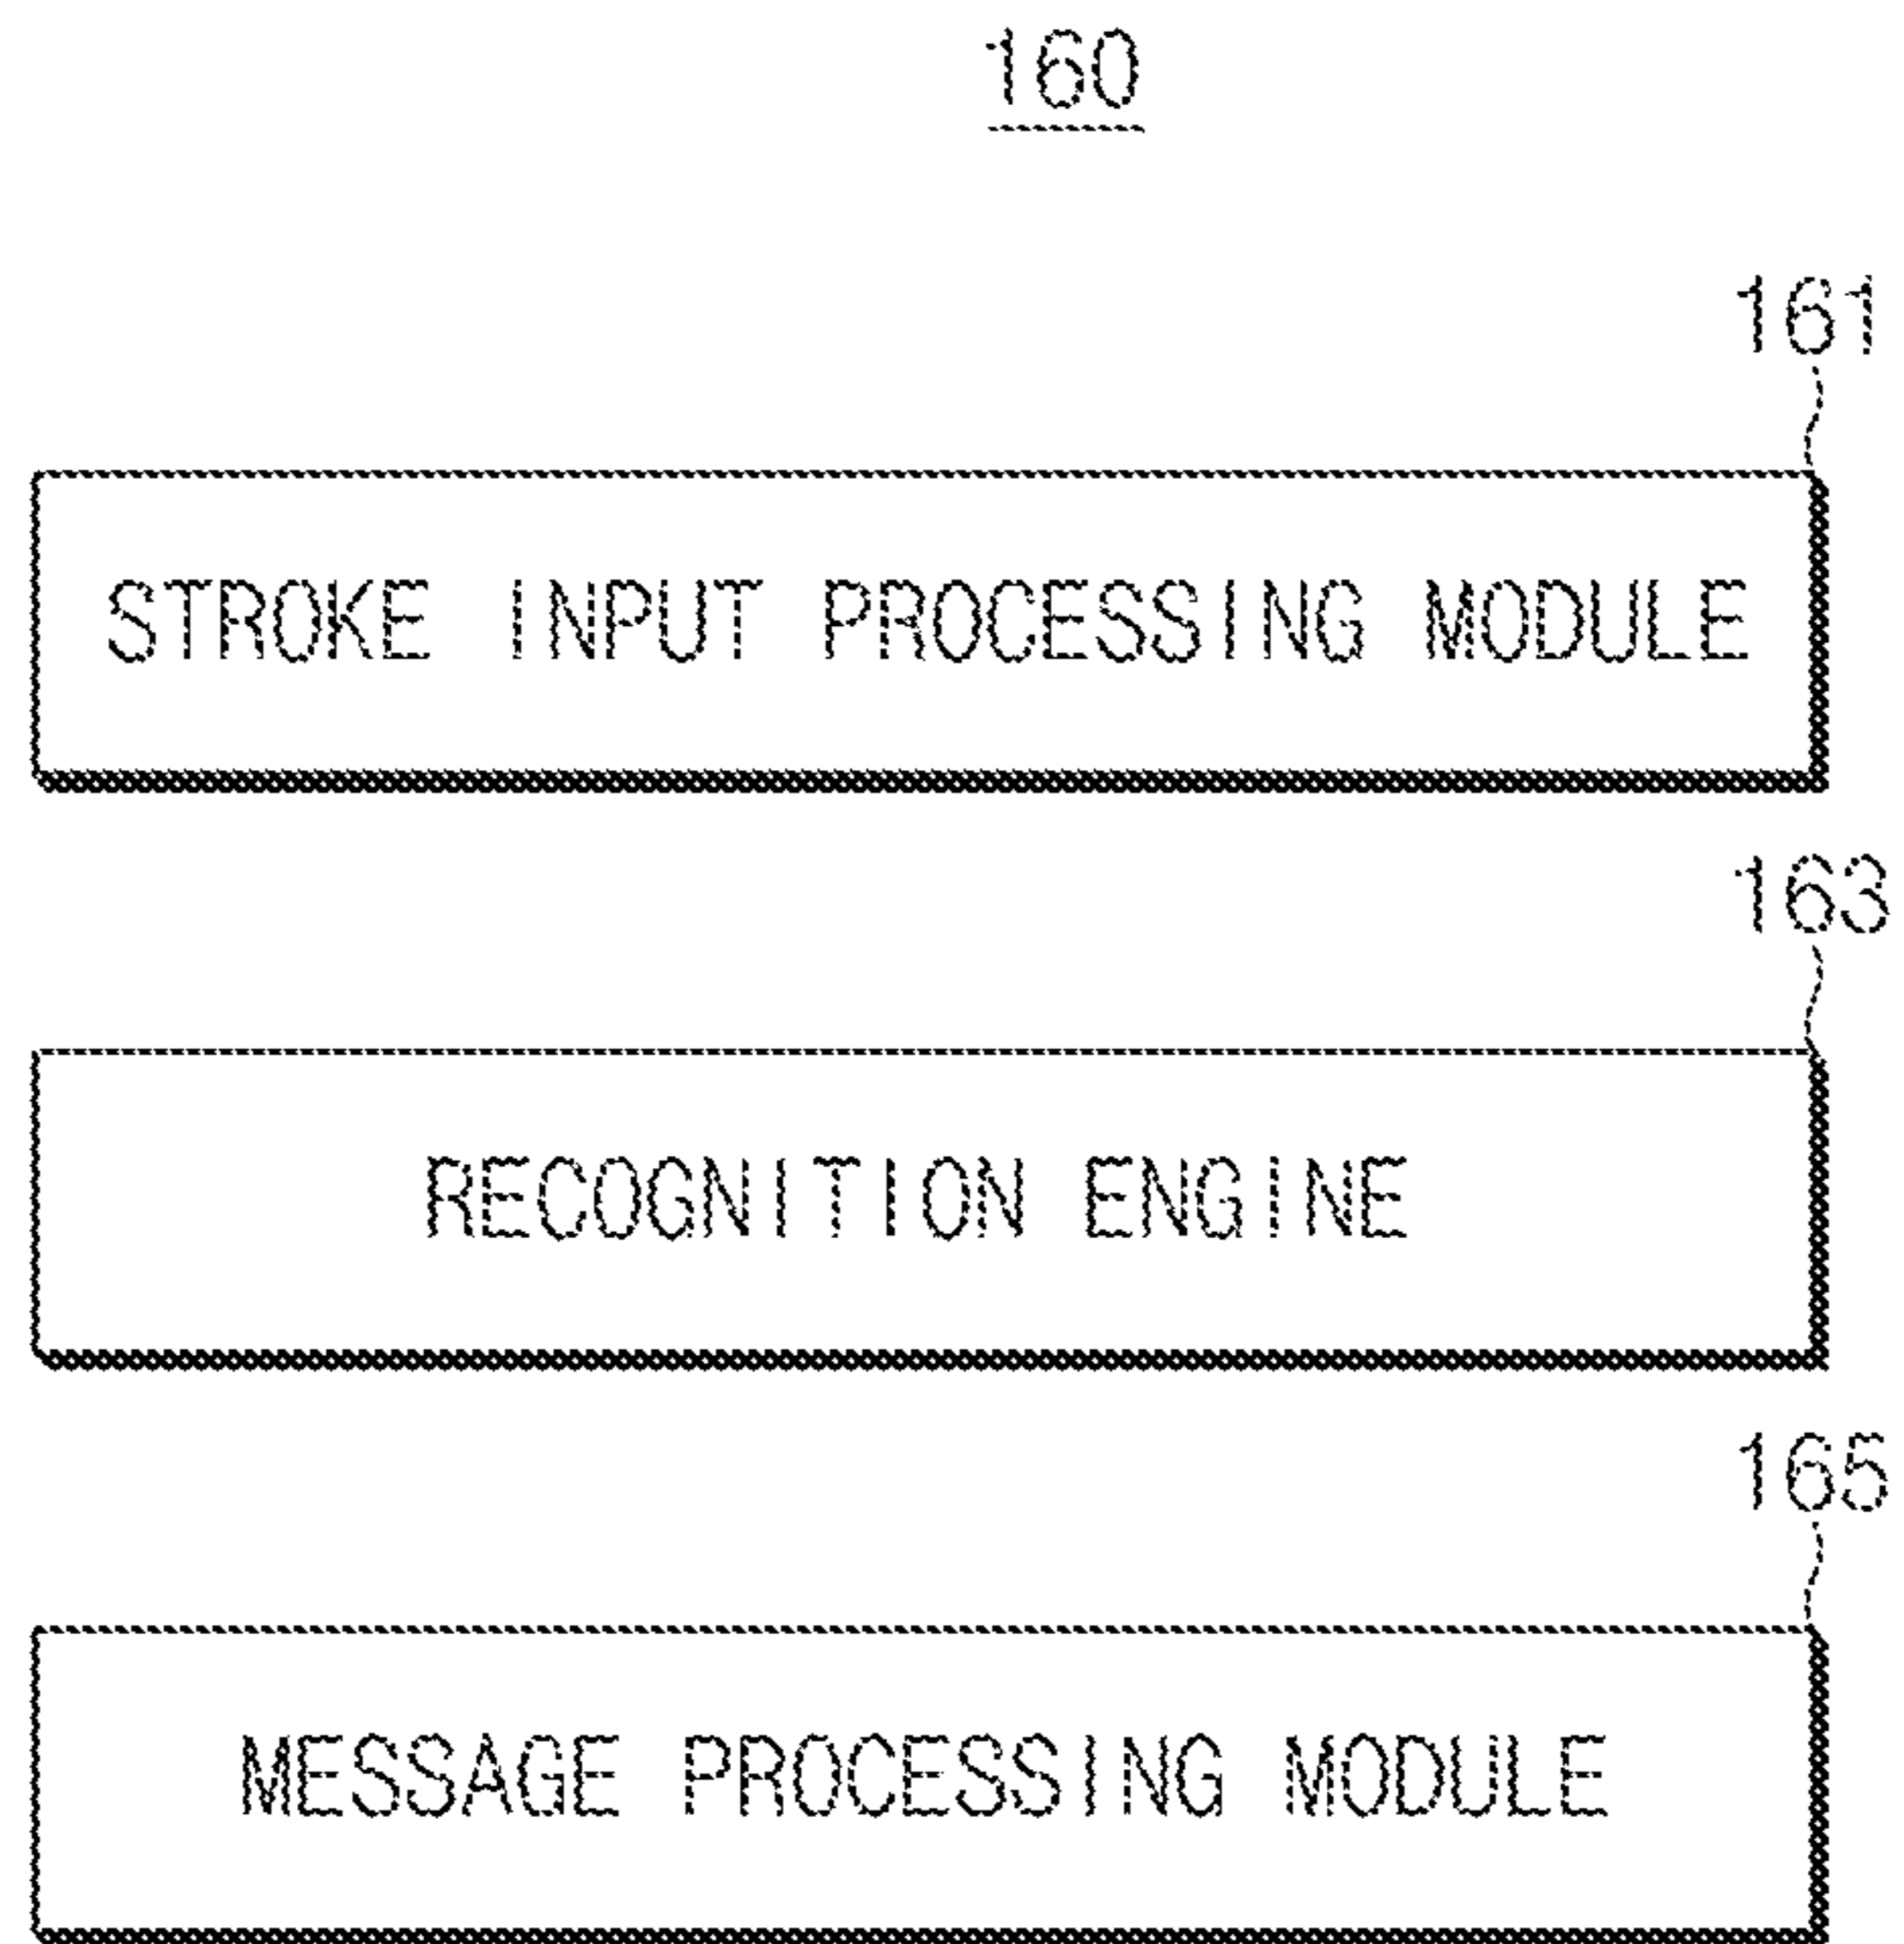 160
161
STROKE INPUT PROCESSING MODULE
163
RECOGNITION ENGINE
165
MESSAGE PROCESSING MODULE